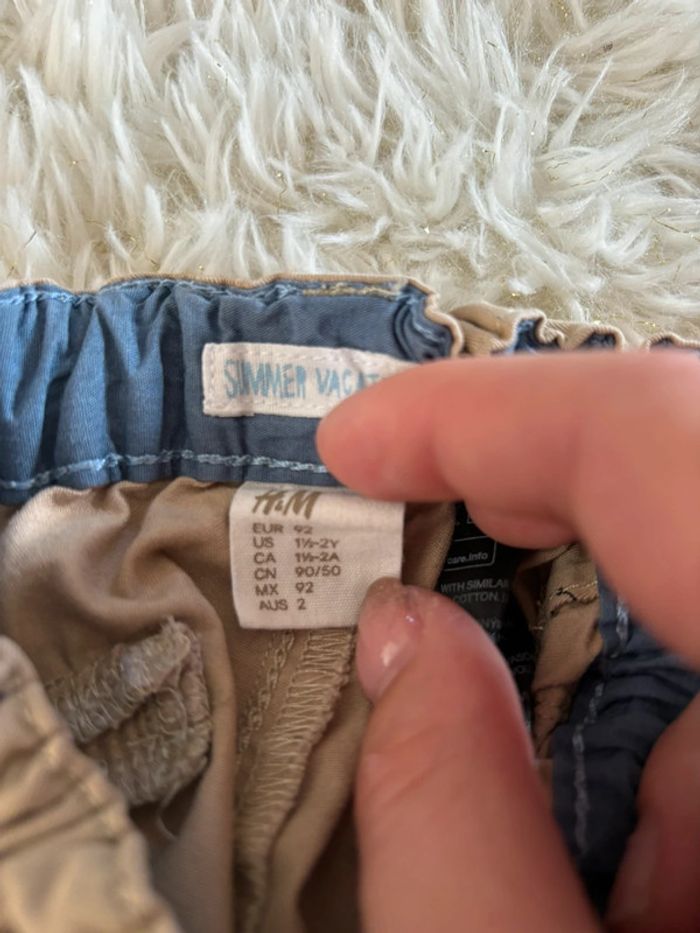 SUMMER VACAT
H&M
EUR 92
US 1½-2Y
CA 1½-2A
CN 90/50
MX 92
AUS 2
care.info
WITH SIMILA
COTTON.